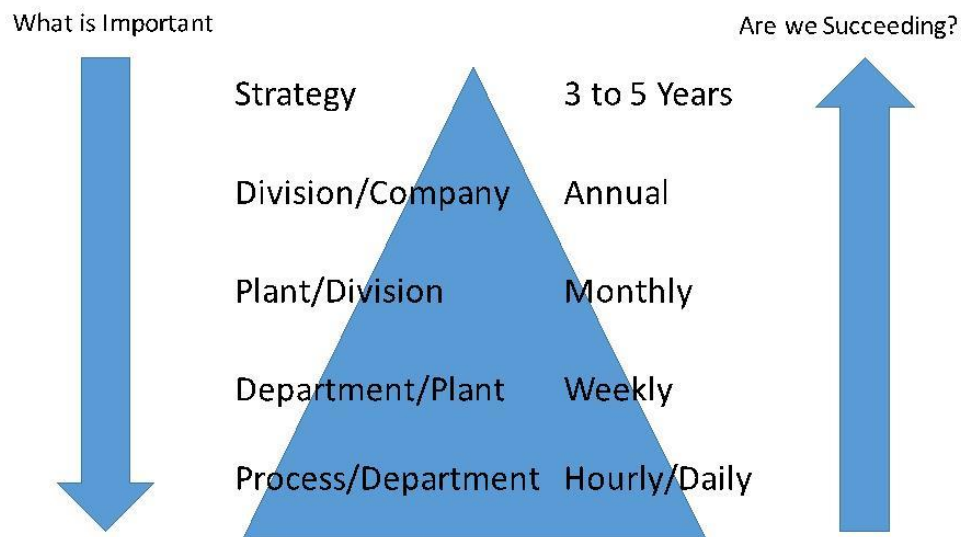 What is Important
Are we Succeeding?
Strategy 3 to 5 Years
Division/Company Annual
Plant/Division Monthly
Department/Plant Weekly
Process/Department Hourly/Daily